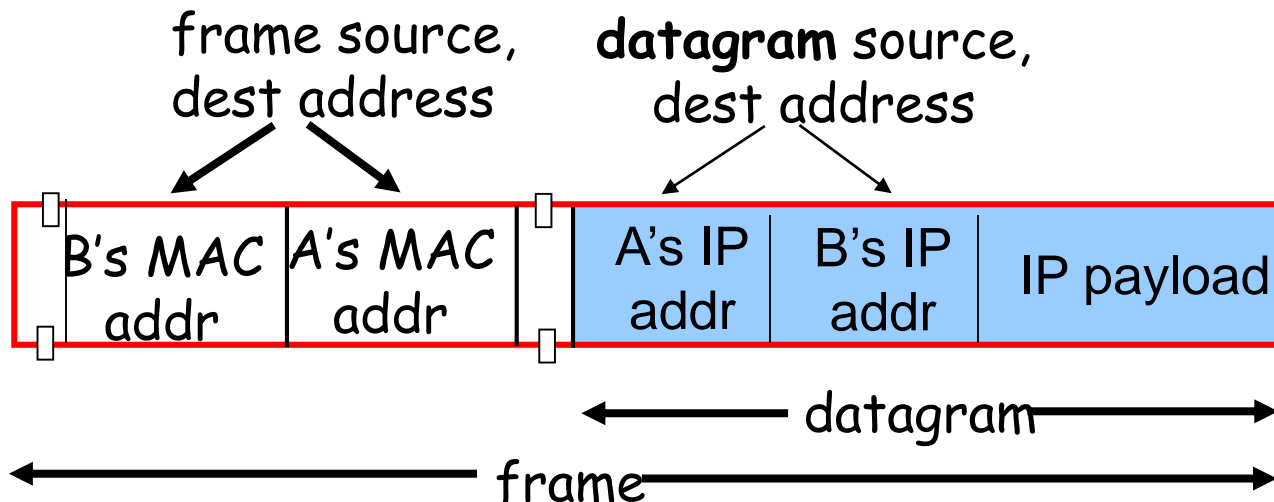 frame source,
dest address
datagram source,
dest address
B's MAC
addr
A's MAC
addr
A's IP
addr
B's IP
addr
IP payload
datagram
frame